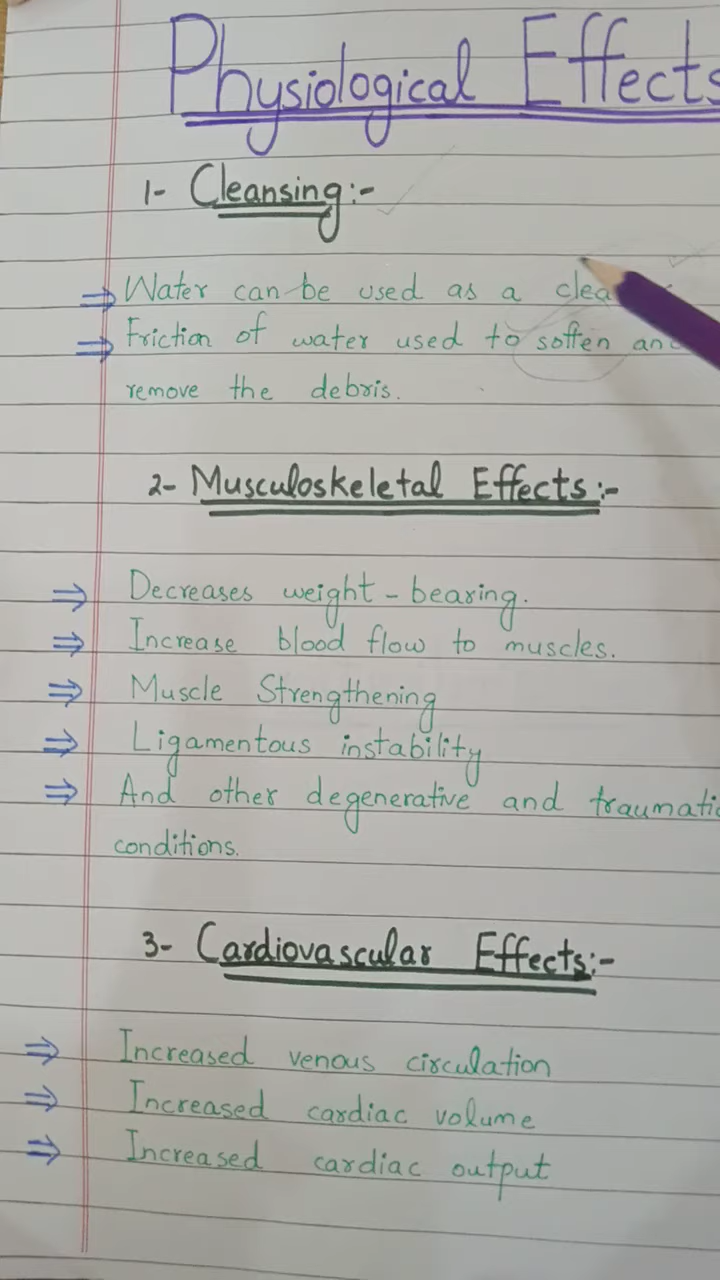 Physiological Effects
1- Cleansing:-
⇒ Water can be used as a clea
⇒ Friction of water used to soften an
remove the debris.
2- Musculoskeletal Effects:-
⇒ Decreases weight-bearing.
⇒ Increase blood flow to muscles.
⇒ Muscle Strengthening
⇒ Ligamentous instability
⇒ And other degenerative and traumatic
conditions.
3- Cardiovascular Effects:-
⇒ Increased venous circulation
⇒ Increased cardiac volume
⇒ Increased cardiac output